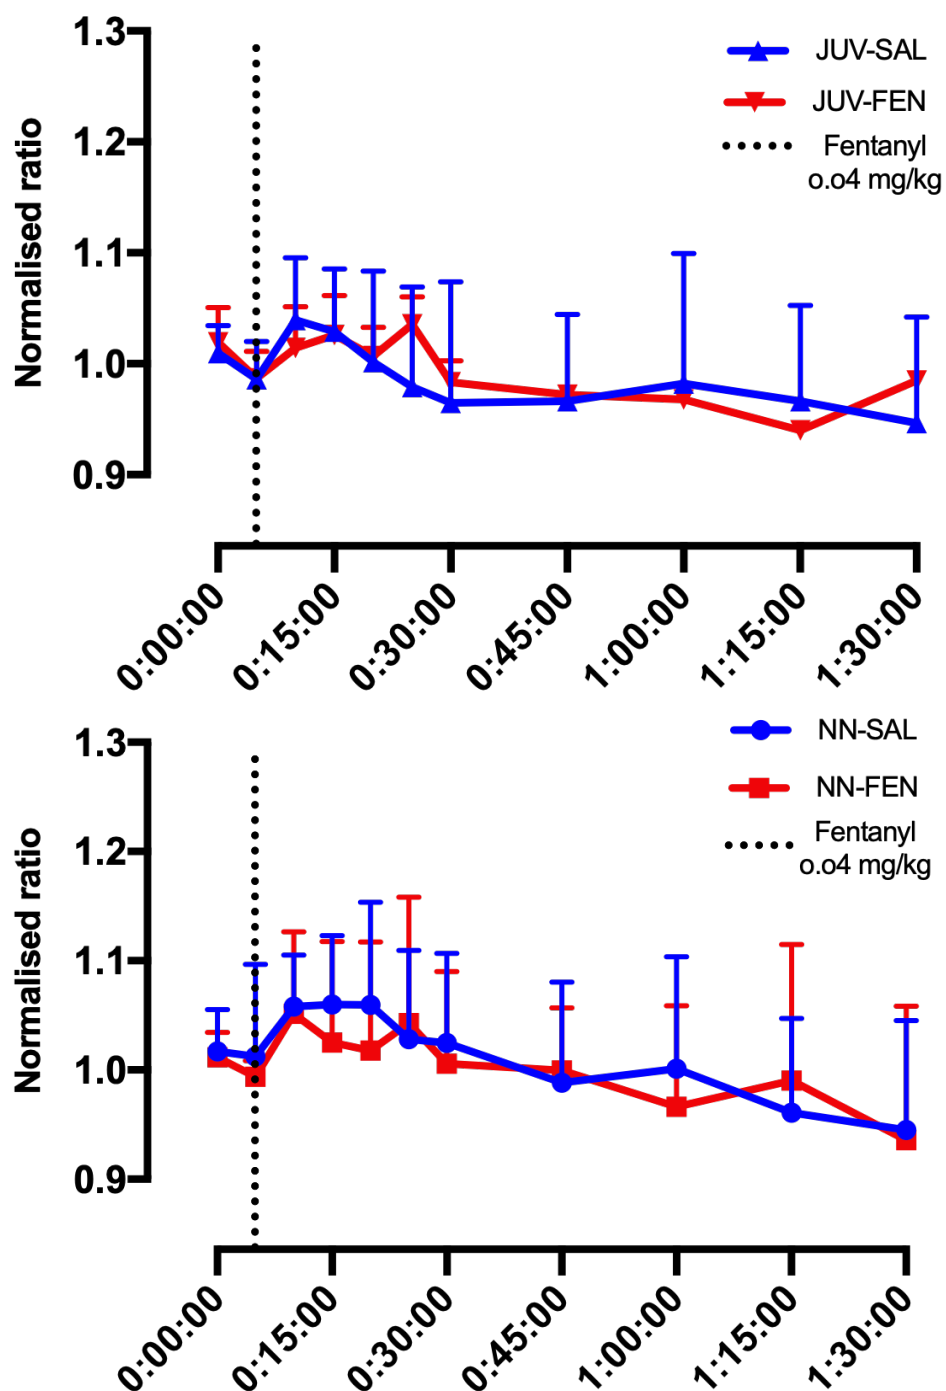 1.3
1.2
1.1
1.0
0.9
Normalised ratio
JUV-SAL
JUV-FEN
Fentanyl
o.o4 mg/kg
0:00:00
0:15:00
0:30:00
0:45:00
1:00:00
1:15:00
1:30:00
1.3
1.2
1.1
1.0
0.9
Normalised ratio
NN-SAL
NN-FEN
Fentanyl
o.o4 mg/kg
0:00:00
0:15:00
0:30:00
0:45:00
1:00:00
1:15:00
1:30:00